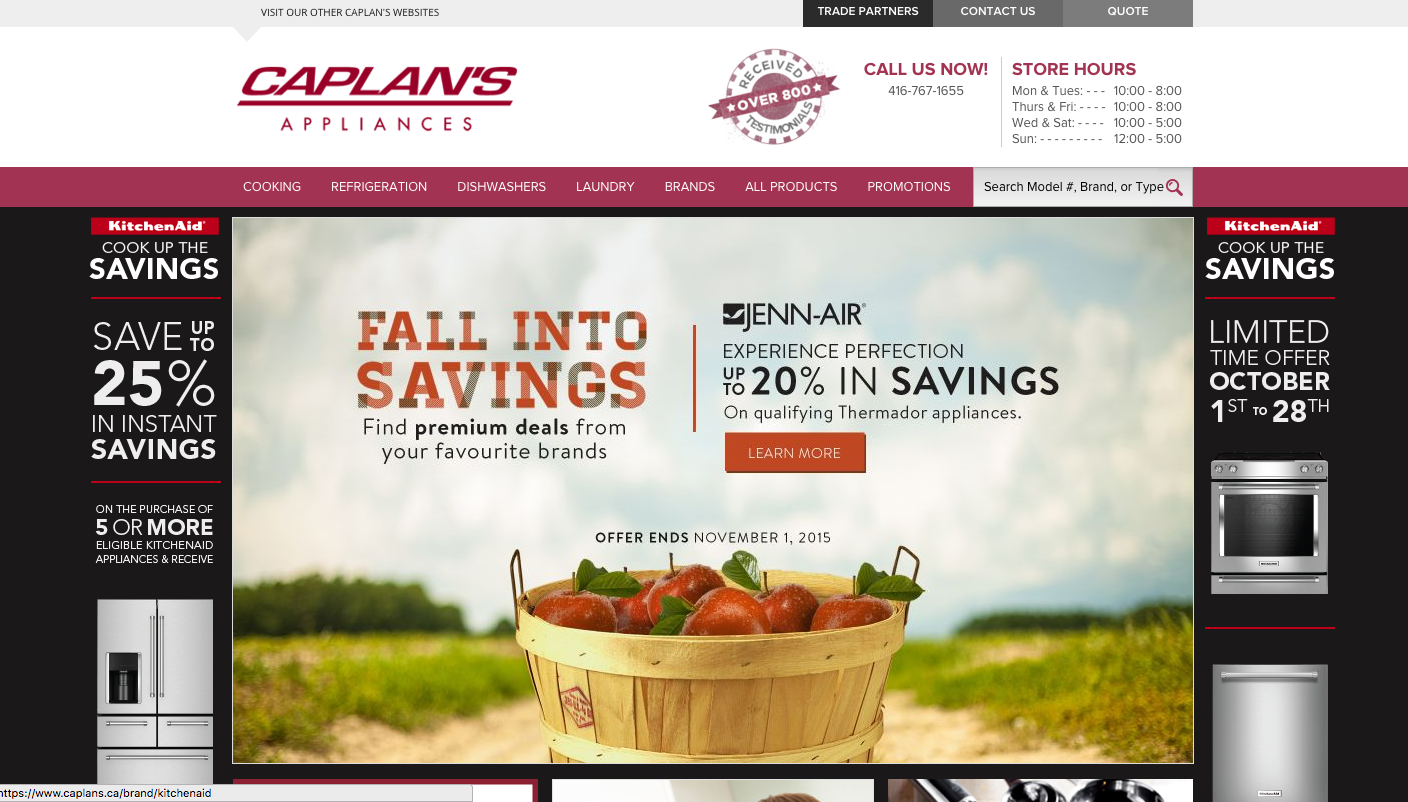 VISIT OUR OTHER CAPLAN'S WEBSITES
TRADE PARTNERS
CONTACT US
QUOTE
CAPLAN'S
APPLIANCES
RECEIVED
OVER 800
TESTIMONIALS
CALL US NOW!
416-767-1655
STORE HOURS
Mon & Tues: - - - 10:00 - 8:00
Thurs & Fri: - - - - 10:00 - 8:00
Wed & Sat: - - - - 10:00 - 5:00
Sun: - - - - - - - - - 12:00 - 5:00
COOKING
REFRIGERATION
DISHWASHERS
LAUNDRY
BRANDS
ALL PRODUCTS
PROMOTIONS
Search Model #, Brand, or Type
KitchenAid®
COOK UP THE
SAVINGS
SAVE UP TO
25%
IN INSTANT
SAVINGS
ON THE PURCHASE OF
5 OR MORE
ELIGIBLE KITCHENAID
APPLIANCES & RECEIVE
FALL INTO
SAVINGS
Find premium deals from
your favourite brands
JENN-AIR®
EXPERIENCE PERFECTION
UP TO 20% IN SAVINGS
On qualifying Thermador appliances.
LEARN MORE
OFFER ENDS NOVEMBER 1, 2015
KitchenAid®
COOK UP THE
SAVINGS
LIMITED
TIME OFFER
OCTOBER
1ST TO 28TH
KitchenAid
https://www.caplans.ca/brand/kitchenaid